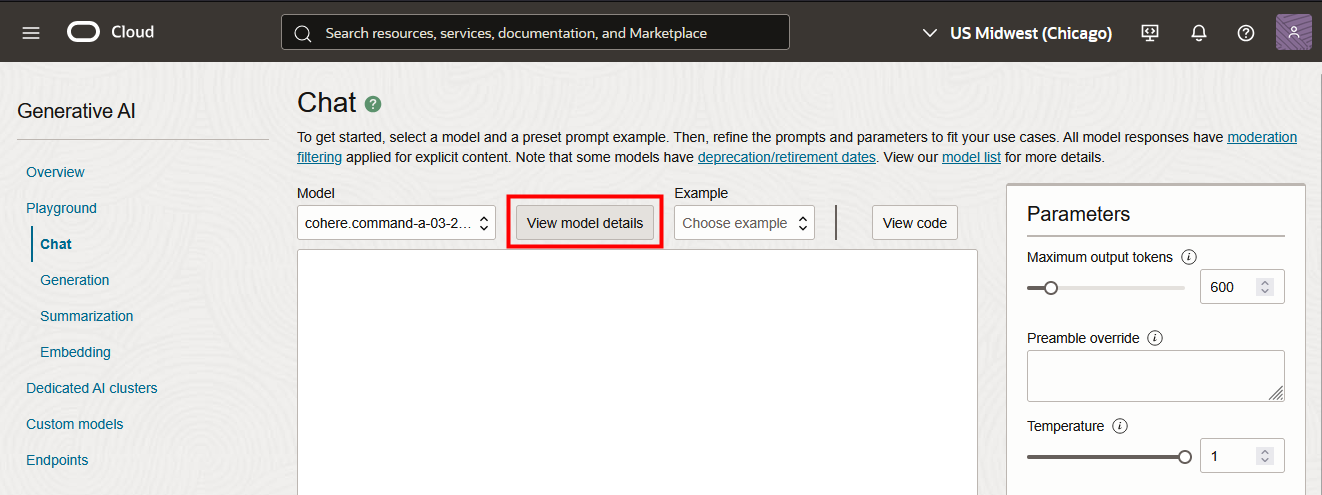 Cloud
Search resources, services, documentation, and Marketplace
US Midwest (Chicago)
Generative AI
Overview
Playground
Chat
Generation
Summarization
Embedding
Dedicated AI clusters
Custom models
Endpoints
Chat
To get started, select a model and a preset prompt example. Then, refine the prompts and parameters to fit your use cases. All model responses have moderation
filtering applied for explicit content. Note that some models have deprecation/retirement dates. View our model list for more details.
Model
cohere.command-a-03-2...
View model details
Example
Choose example
View code
Parameters
Maximum output tokens
600
Preamble override
Temperature
1